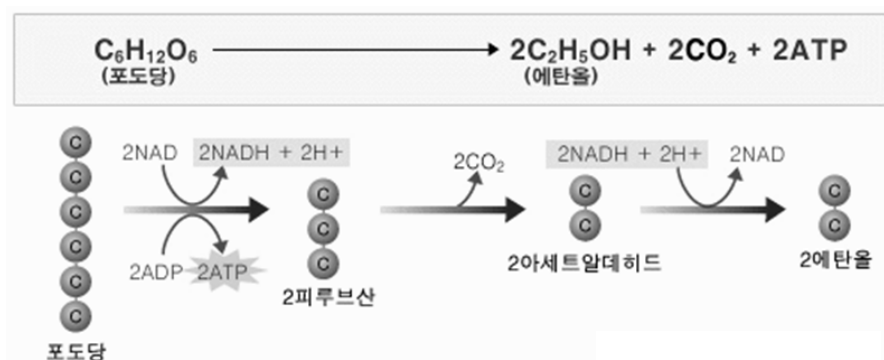 C₆H₁₂O₆ → 2C₂H₅OH + 2CO₂ + 2ATP
(포도당) (에탄올)
2NAD 2NADH + 2H+ 2CO₂ 2NADH + 2H+ 2NAD
C C C C C C
C C C
C C
C C
2ADP 2ATP
2피루브산
2아세트알데히드
2에탄올
포도당